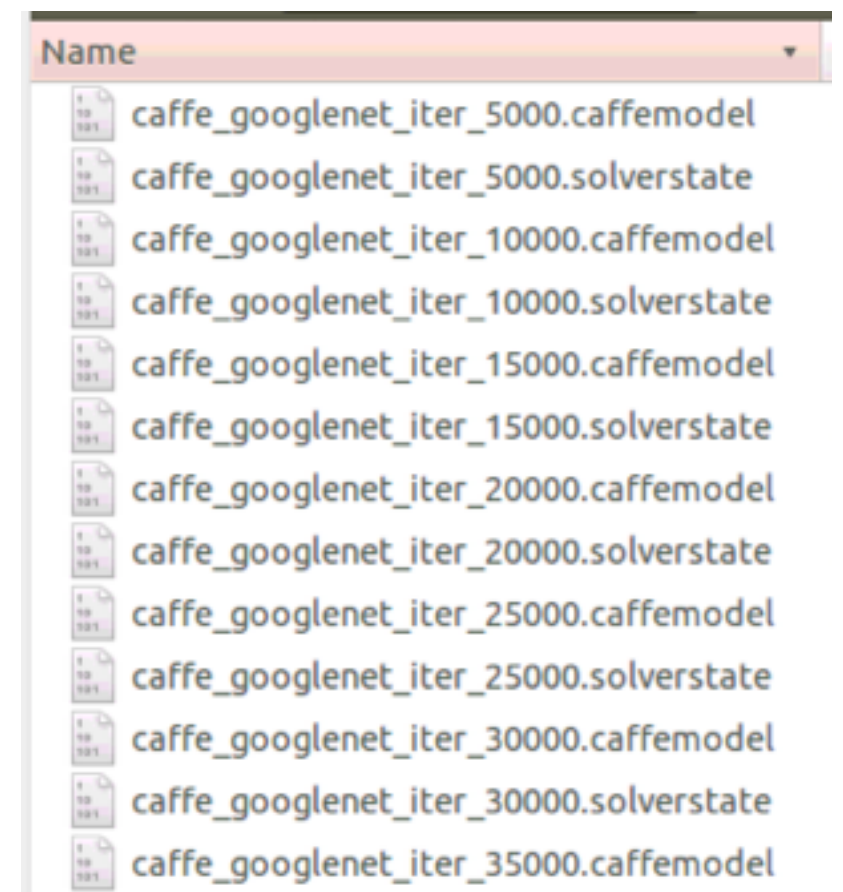 Name
caffe_googlenet_iter_5000.caffemodel
caffe_googlenet_iter_5000.solverstate
caffe_googlenet_iter_10000.caffemodel
caffe_googlenet_iter_10000.solverstate
caffe_googlenet_iter_15000.caffemodel
caffe_googlenet_iter_15000.solverstate
caffe_googlenet_iter_20000.caffemodel
caffe_googlenet_iter_20000.solverstate
caffe_googlenet_iter_25000.caffemodel
caffe_googlenet_iter_25000.solverstate
caffe_googlenet_iter_30000.caffemodel
caffe_googlenet_iter_30000.solverstate
caffe_googlenet_iter_35000.caffemodel